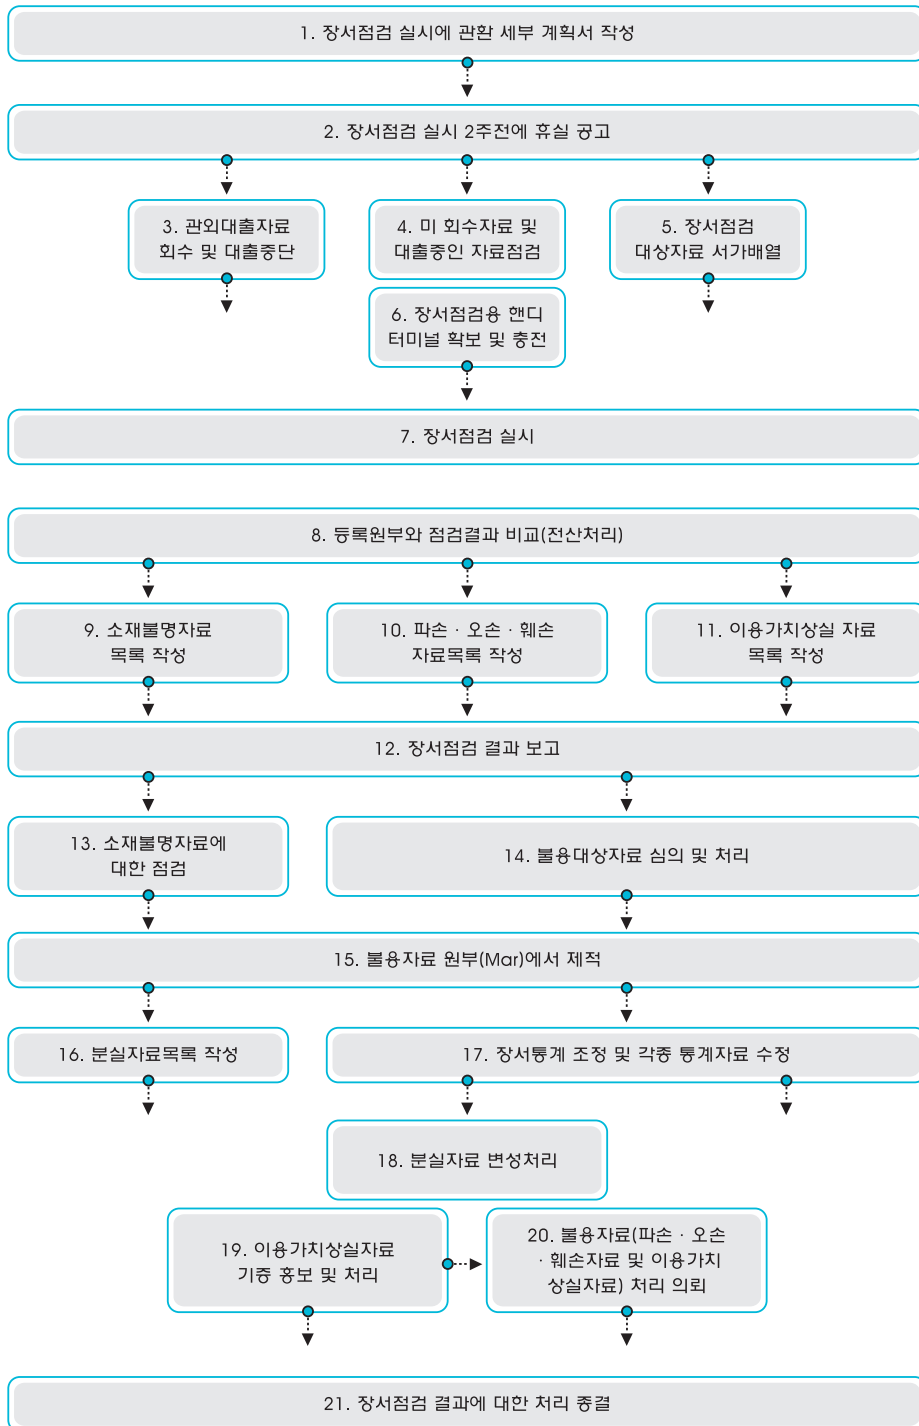 1. 장서점검 실시에 관환 세부 계획서 작성
2. 장서점검 실시 2주전에 휴실 공고
3. 관외대출자료
회수 및 대출중단
4. 미 회수자료 및
대출중인 자료점검
5. 장서점검
대상자료 서가배열
6. 장서점검용 핸디
터미널 확보 및 충전
7. 장서점검 실시
8. 등록원부와 점검결과 비교(전산처리)
9. 소재불명자료
목록 작성
10. 파손 · 오손 · 훼손
자료목록 작성
11. 이용가치상실 자료
목록 작성
12. 장서점검 결과 보고
13. 소재불명자료에
대한 점검
14. 불용대상자료 심의 및 처리
15. 불용자료 원부(Mar)에서 제적
16. 분실자료목록 작성
17. 장서통계 조정 및 각종 통계자료 수정
18. 분실자료 변성처리
19. 이용가치상실자료
기증 홍보 및 처리
20. 불용자료(파손 · 오손
· 훼손자료 및 이용가치
상실자료) 처리 의뢰
21. 장서점검 결과에 대한 처리 종결